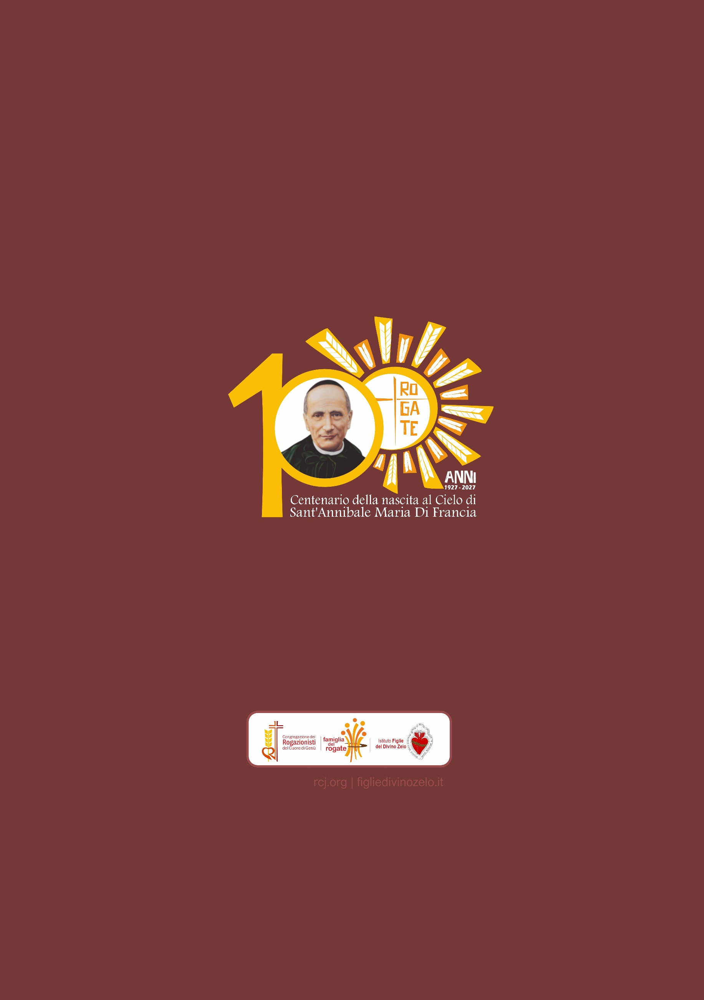 100
RO
GA
TE
ANNI
1927 - 2027
Centenario della nascita al Cielo di
Sant'Annibale Maria Di Francia
Congregazione dei
Rogazionisti
del Cuore di Gesù
famiglia
del
rogate
Istituto Figlie
del Divino Zelo
rcj.org | figliedivinozelo.it